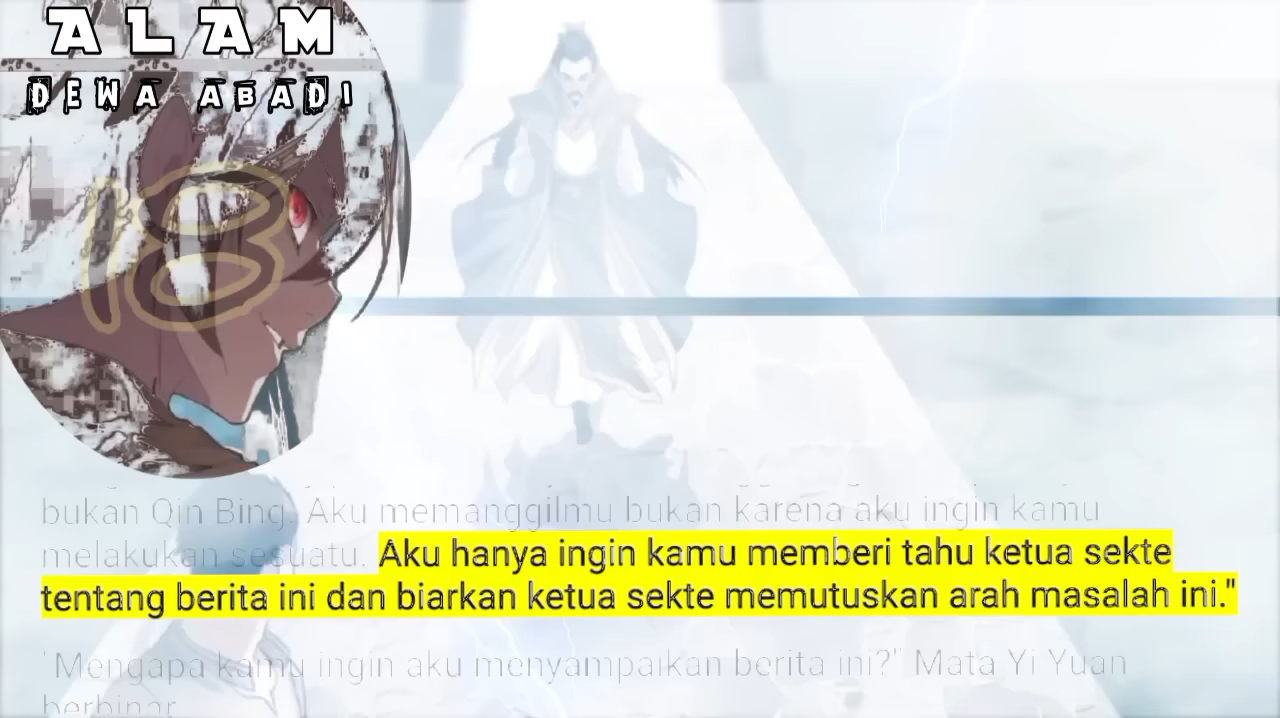 ALAM
DEWA ABADI
18
bukan Qin Bing. Aku memanggilmu bukan karena aku ingin kamu
melakukan sesuatu. Aku hanya ingin kamu memberi tahu ketua sekte
tentang berita ini dan biarkan ketua sekte memutuskan arah masalah ini."
"Mengapa kamu ingin aku menyampaikan berita ini?" Mata Yi Yuan
berbinar